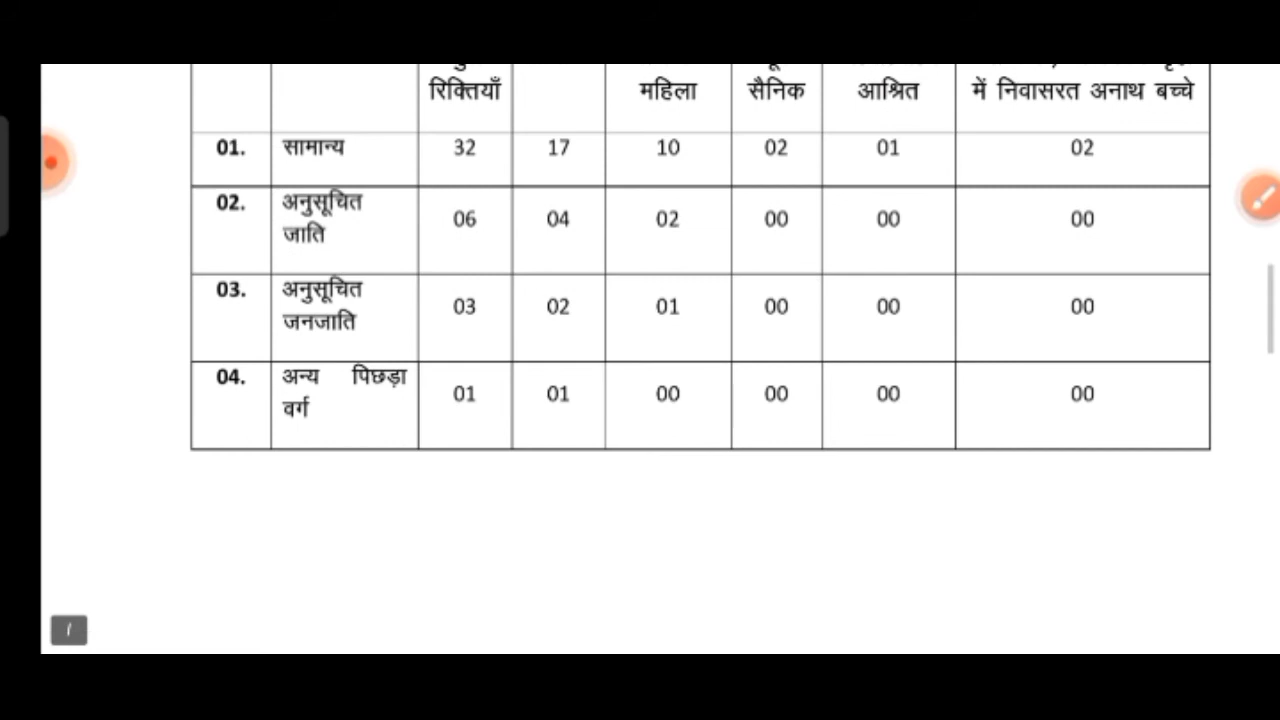 रिक्तियाँ महिला सैनिक आश्रित में निवासरत अनाथ बच्चे
01. सामान्य 32 17 10 02 01 02
02. अनुसूचित जाति 06 04 02 00 00 00
03. अनुसूचित जनजाति 03 02 01 00 00 00
04. अन्य पिछड़ा वर्ग 01 01 00 00 00 00